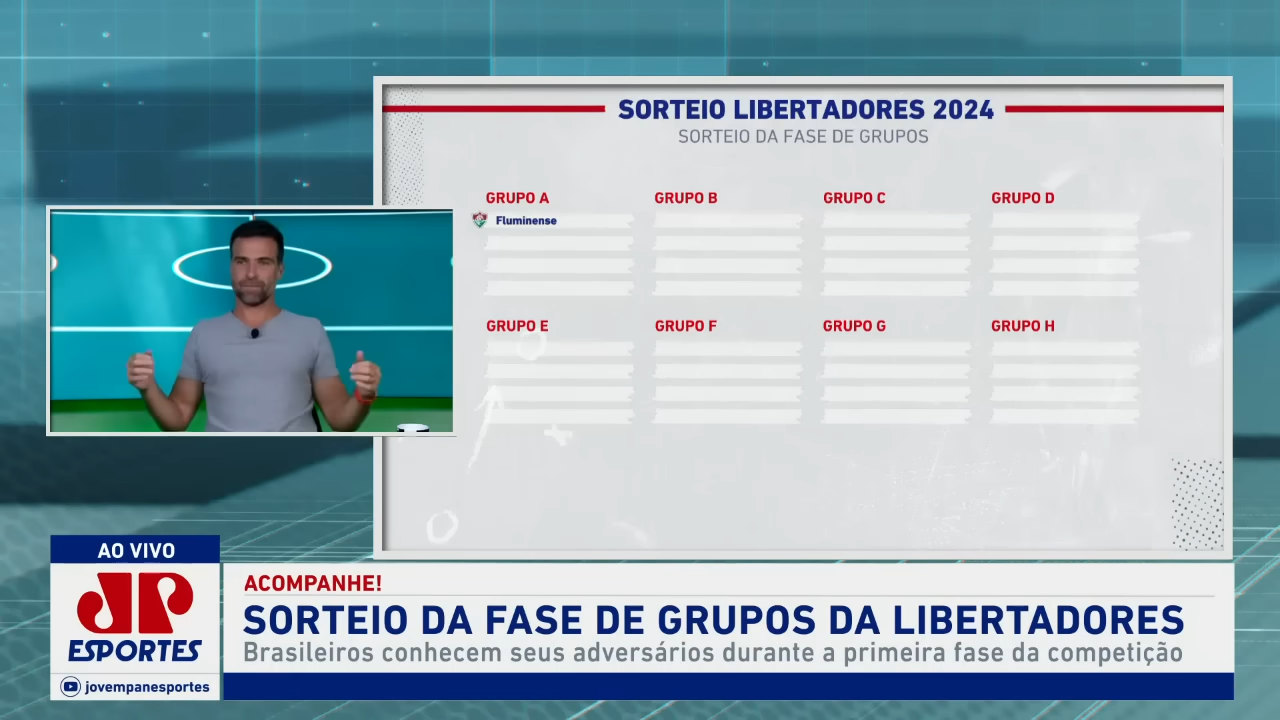 SORTEIO LIBERTADORES 2024
SORTEIO DA FASE DE GRUPOS
GRUPO A
Fluminense
GRUPO B
GRUPO C
GRUPO D
GRUPO E
GRUPO F
GRUPO G
GRUPO H
AO VIVO
JP
ESPORTES
jovempanesportes
ACOMPANHE!
SORTEIO DA FASE DE GRUPOS DA LIBERTADORES
Brasileiros conhecem seus adversários durante a primeira fase da competição